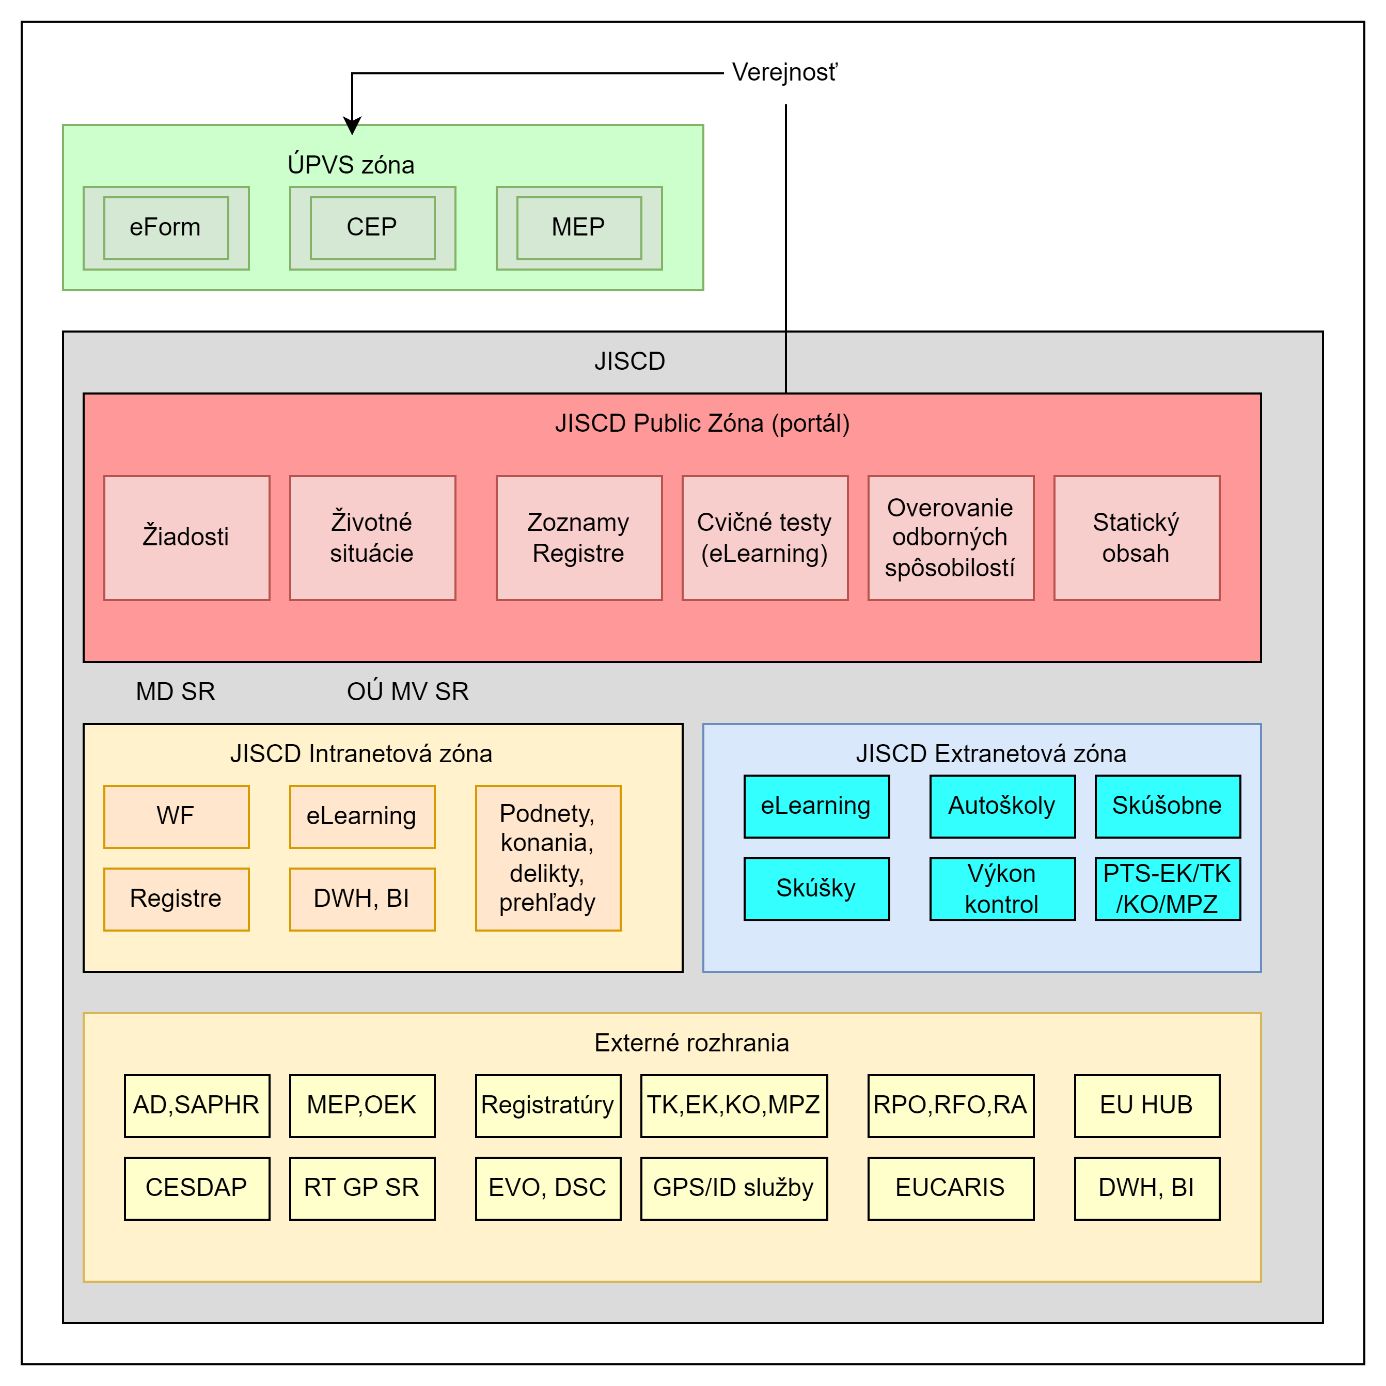 Verejnosť
ÚPVS zóna
eForm
CEP
MEP
JISCD
JISCD Public Zóna (portál)
Žiadosti
Životné
situácie
Zoznamy
Registre
Cvičné testy
(eLearning)
Overovanie
odborných
spôsobilostí
Statický
obsah
MD SR
OÚ MV SR
JISCD Intranetová zóna
WF
eLearning
Podnety,
konania,
delikty,
prehľady
Registre
DWH, BI
JISCD Extranetová zóna
eLearning
Autoškoly
Skúšobne
Skúšky
Výkon
kontrol
PTS-EK/TK
/KO/MPZ
Externé rozhrania
AD,SAPHR
MEP,OEK
Registratúry
TK,EK,KO,MPZ
RPO,RFO,RA
EU HUB
CESDAP
RT GP SR
EVO, DSC
GPS/ID služby
EUCARIS
DWH, BI